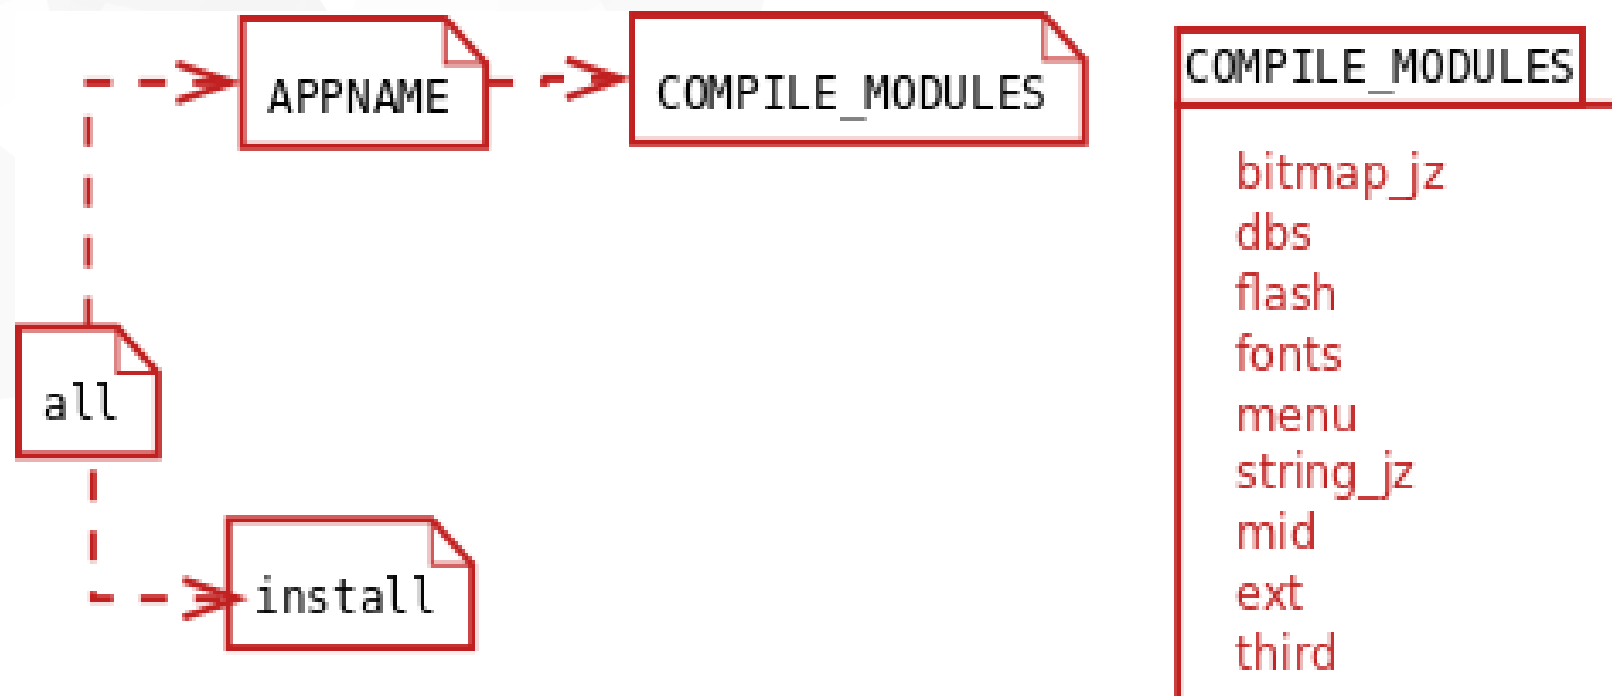 APPNAME
COMPILE_MODULES
all
install
COMPILE_MODULES
bitmap_jz
dbs
flash
fonts
menu
string_jz
mid
ext
third